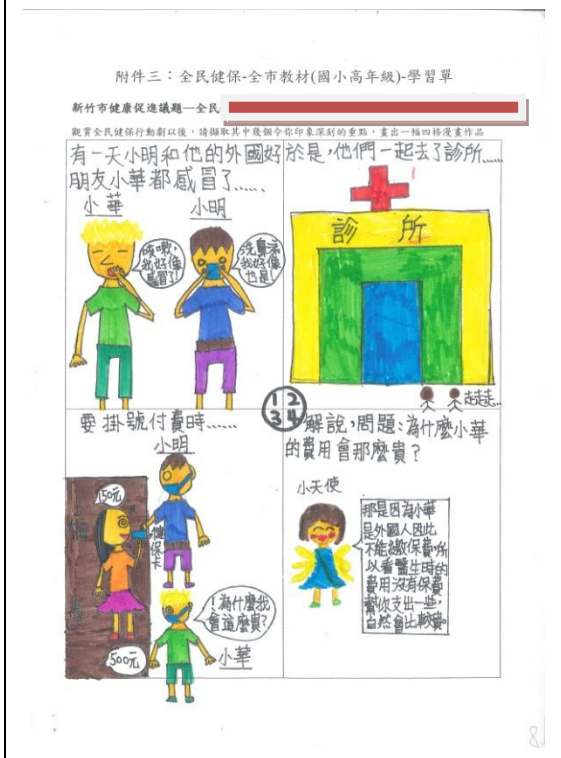 附件三：全民健保-全市教材(國小高年級)-學習單
新竹市健康促進議題—全民
觀賞全民健保行動劇以後，請擷取其中幾個令你印象深刻的重點，畫出一幅四格漫畫作品
有一天小明和他的外國好
朋友小華都感冒了……
小華
小明
咳嗽，
我好像
感冒了!
流鼻涕
我好像
也是!
於是，他們一起去了診所……
診所
走走走…
1 2
3 4
要掛號付費時……
小明
150元
健保卡
為什麼我
會這麼貴?
500元
小華
解說，問題：為什麼小華
的費用會那麼貴？
小天使
那是因為小華
是外國人因此
不能繳保費，所
以看醫生時的
費用沒有保費
幫你支出一些，
自然會比較貴。
8